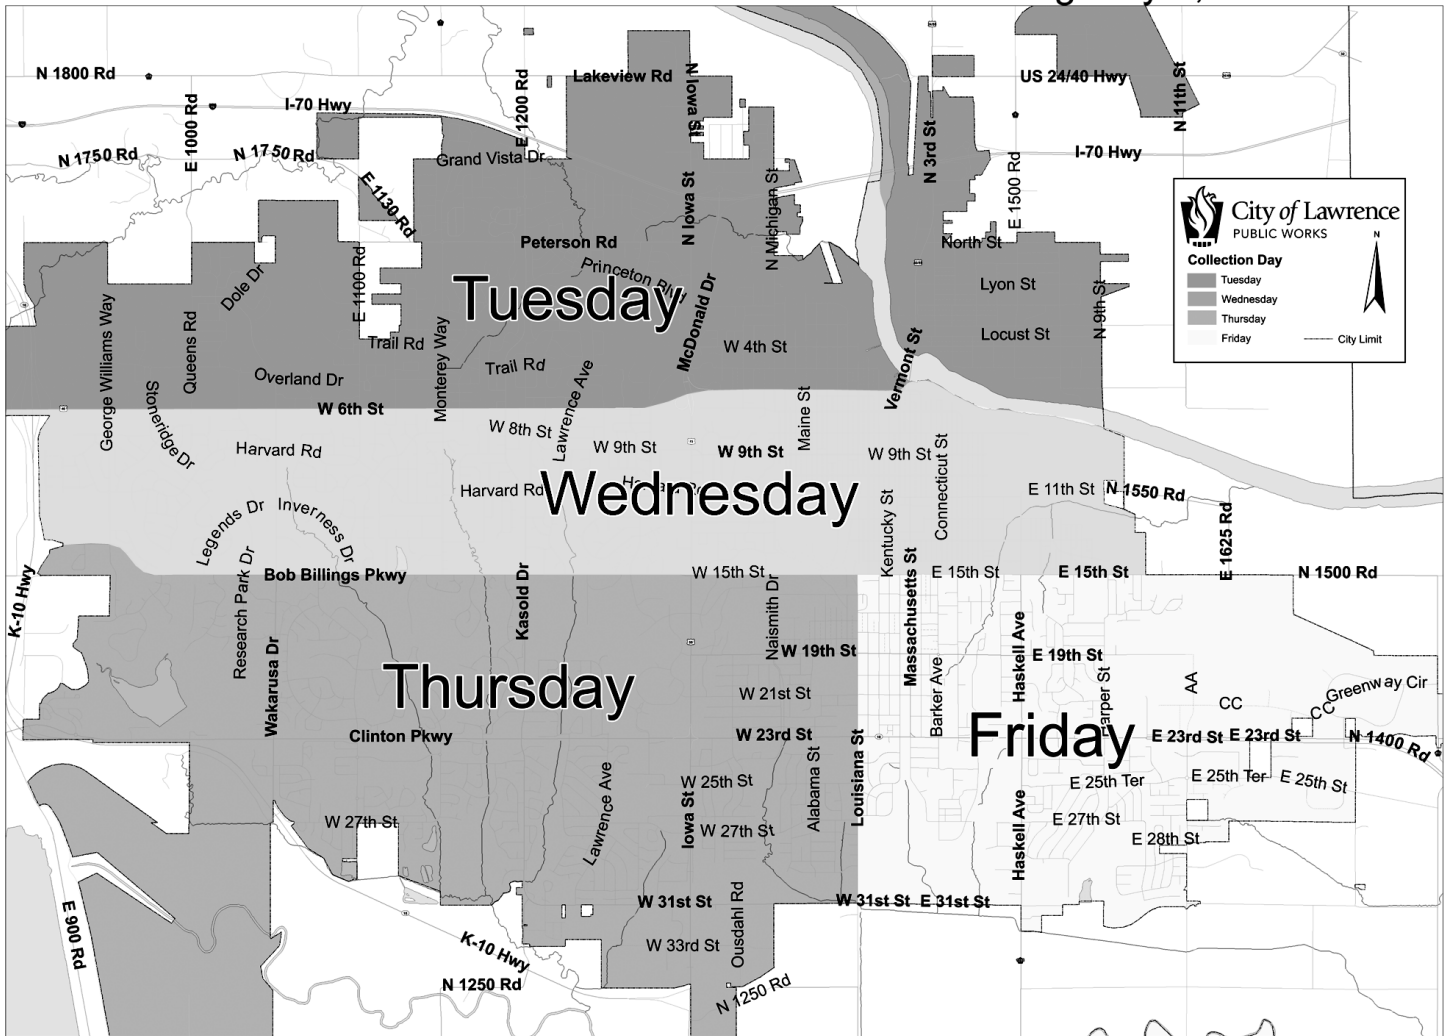 N 1800 Rd
Lakeview Rd
US 24/40 Hwy
N Iowa St
N 11th St
E 1200 Rd
E 1000 Rd
I-70 Hwy
N 3rd St
N 1750 Rd
N 1750 Rd
Grand Vista Dr
I-70 Hwy
E 1500 Rd
E 1130 Rd
N Iowa St
N Michigan St
City of Lawrence
PUBLIC WORKS
N
Collection Day
Tuesday
Wednesday
Thursday
Friday
City Limit
Peterson Rd
North St
Princeton Blvd
Dole Dr
E 1100 Rd
Lyon St
Tuesday
McDonald Dr
N 9th St
George Williams Way
Queens Rd
Trail Rd
Monterey Way
W 4th St
Locust St
Vermont St
Trail Rd
Overland Dr
Lawrence Ave
Stoneridge Dr
W 6th St
Maine St
W 8th St
Harvard Rd
W 9th St
W 9th St
W 9th St
Connecticut St
Harvard Rd
Harvard Rd
Wednesday
E 11th St
N 1550 Rd
Legends Dr
Inverness Dr
Kentucky St
E 1625 Rd
Research Park Dr
Bob Billings Pkwy
W 15th St
E 15th St
E 15th St
N 1500 Rd
K-10 Hwy
Kasold Dr
Naismith Dr
Massachusetts St
Haskell Ave
Wakarusa Dr
W 19th St
E 19th St
Barker Ave
Harper St
Thursday
W 21st St
AA
CC
CC
Greenway Cir
Clinton Pkwy
W 23rd St
Friday
E 23rd St
E 23rd St
N 1400 Rd
Louisiana St
Alabama St
W 25th St
E 25th Ter
E 25th Ter
E 25th St
Lawrence Ave
Iowa St
W 27th St
W 27th St
Haskell Ave
E 27th St
E 28th St
W 31st St
W 31st St
E 31st St
E 900 Rd
Ousdahl Rd
K-10 Hwy
W 33rd St
N 1250 Rd
N 1250 Rd